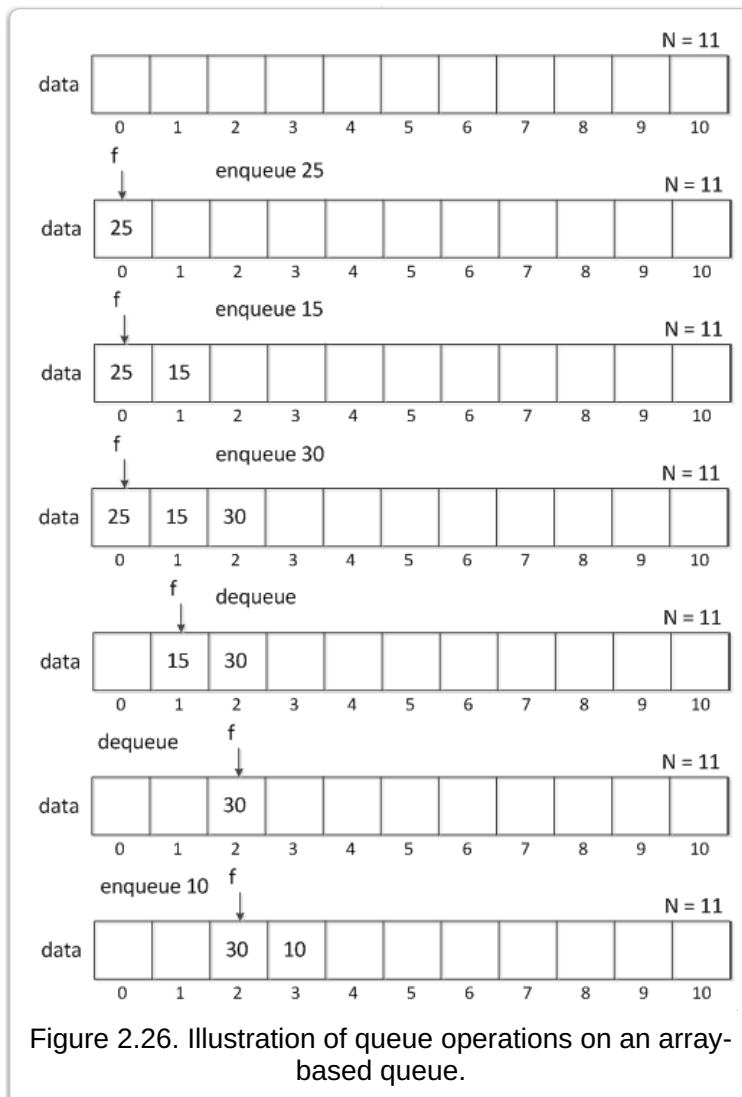 N = 11
data
0 1 2 3 4 5 6 7 8 9 10
f
enqueue 25
N = 11
data 25
0 1 2 3 4 5 6 7 8 9 10
f
enqueue 15
N = 11
data 25 15
0 1 2 3 4 5 6 7 8 9 10
f
enqueue 30
N = 11
data 25 15 30
0 1 2 3 4 5 6 7 8 9 10
f dequeue
N = 11
data 15 30
0 1 2 3 4 5 6 7 8 9 10
dequeue f
N = 11
data 30
0 1 2 3 4 5 6 7 8 9 10
enqueue 10 f
N = 11
data 30 10
0 1 2 3 4 5 6 7 8 9 10
Figure 2.26. Illustration of queue operations on an array-
based queue.